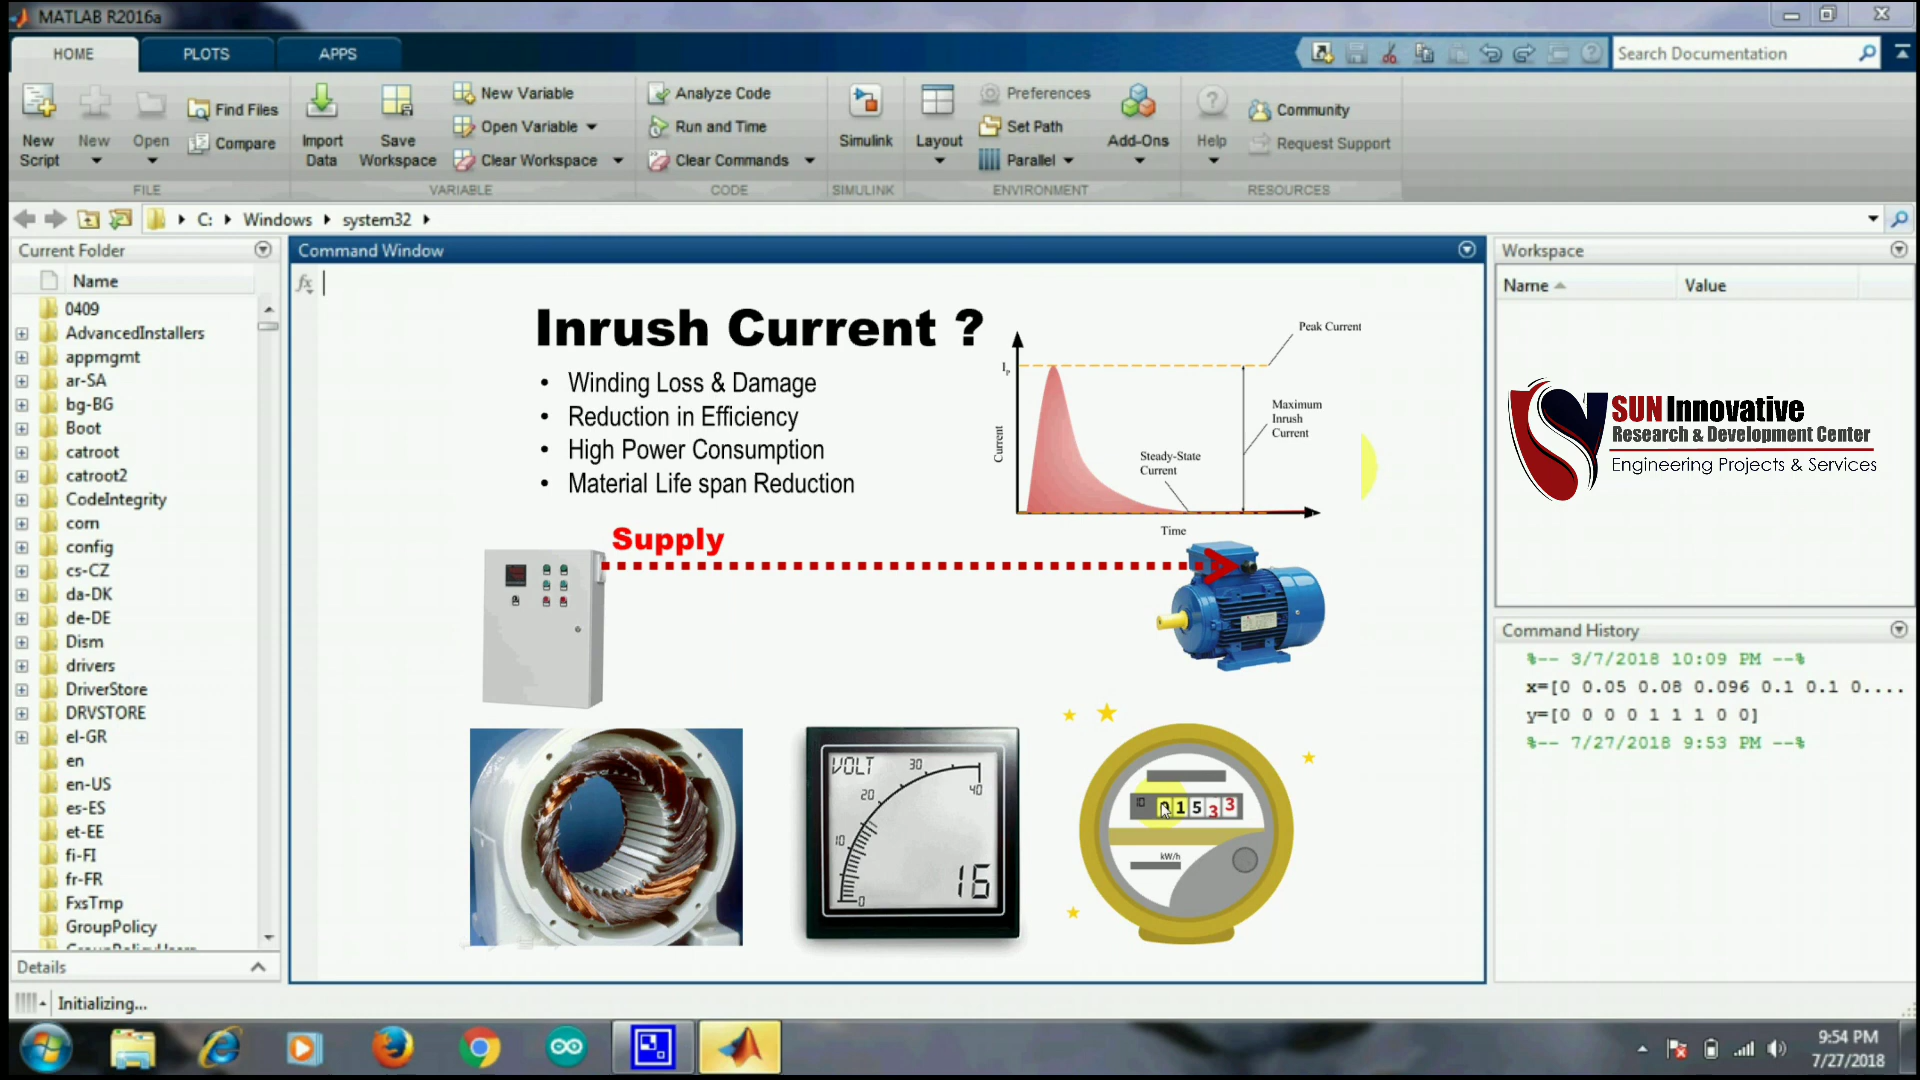 MATLAB R2016a
HOME
PLOTS
APPS
Search Documentation
New Script
New
Open
Find Files
Compare
Import Data
Save Workspace
New Variable
Open Variable
Clear Workspace
Analyze Code
Run and Time
Clear Commands
Simulink
Layout
Preferences
Set Path
Parallel
Add-Ons
Help
Community
Request Support
FILE
VARIABLE
CODE
SIMULINK
ENVIRONMENT
RESOURCES
C:
Windows
system32
Current Folder
Name
0409
AdvancedInstallers
appmgmt
ar-SA
bg-BG
Boot
catroot
catroot2
CodeIntegrity
com
config
cs-CZ
da-DK
de-DE
Dism
drivers
DriverStore
DRVSTORE
el-GR
en
en-US
es-ES
et-EE
fi-FI
fr-FR
FxsTmp
GroupPolicy
GroupPolicyUsers
Details
Initializing...
Command Window
fx
Inrush Current ?
• Winding Loss & Damage
• Reduction in Efficiency
• High Power Consumption
• Material Life span Reduction
Peak Current
Ip
Current
Maximum
Inrush
Current
Steady-State
Current
Time
Supply
VOLT
30
40
20
10
0
16
0 1 5 3 3
kW/h
Workspace
Name
Value
SUN Innovative
Research & Development Center
Engineering Projects & Services
Command History
%-- 3/7/2018 10:09 PM --%
x=[0 0.05 0.08 0.096 0.1 0.1 0....
y=[0 0 0 0 1 1 1 0 0]
%-- 7/27/2018 9:53 PM --%
9:54 PM
7/27/2018